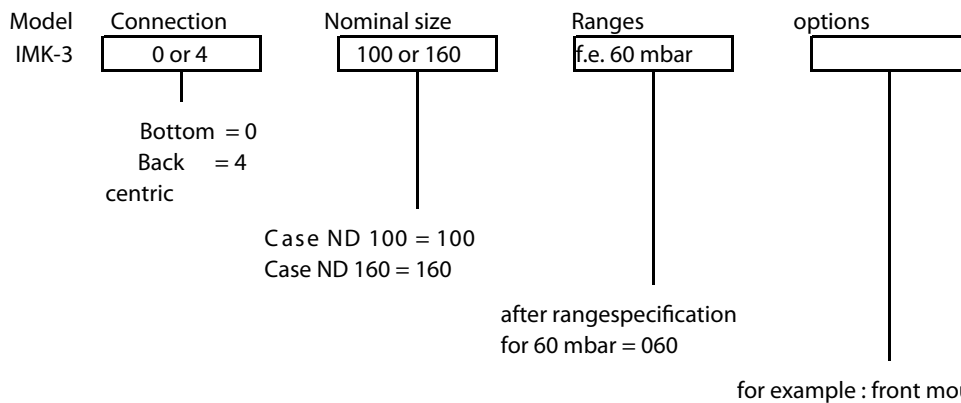 Model Connection Nominal size Ranges options
IMK-3 0 or 4 100 or 160 f.e. 60 mbar
Bottom = 0
Back = 4
centric
Case ND 100 = 100
Case ND 160 = 160
after rangespecification
for 60 mbar = 060
for example : front